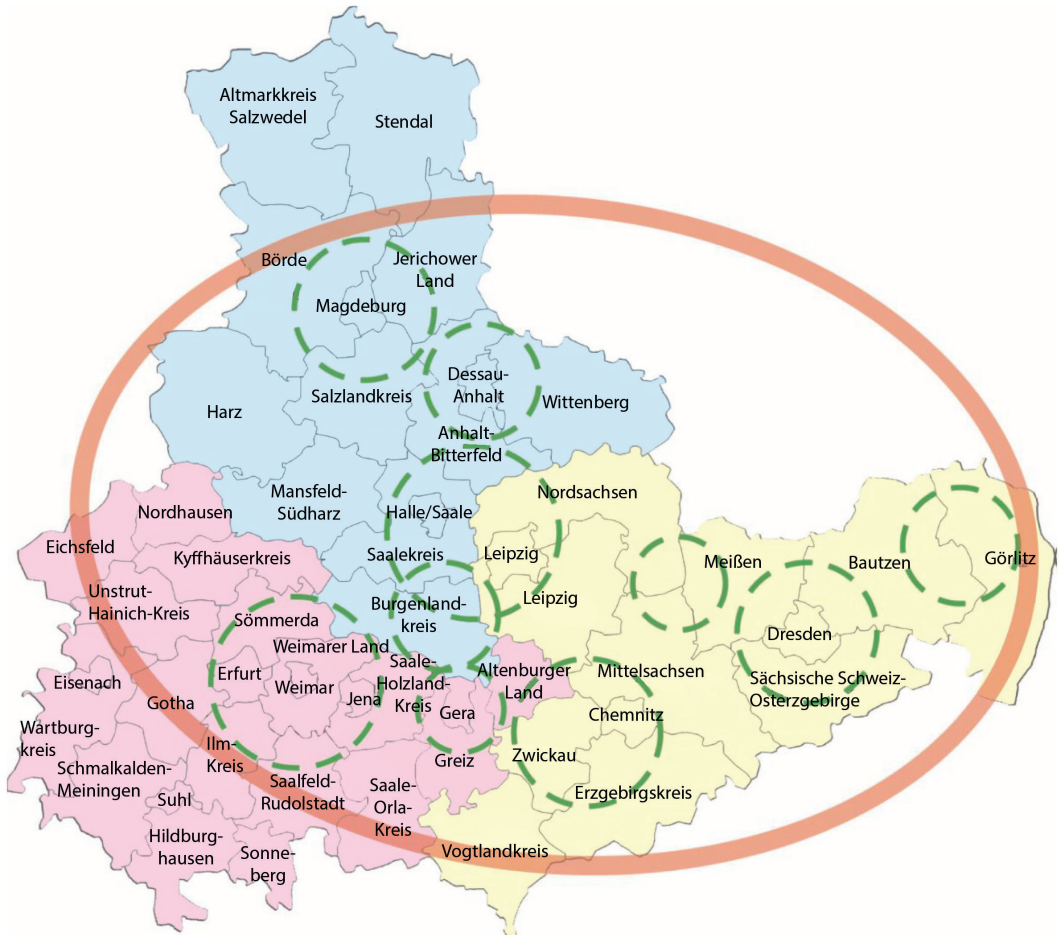 Altmarkkreis
Salzwedel
Stendal
Börde
Jerichower
Land
Magdeburg
Dessau-
Anhalt
Salzlandkreis
Harz
Wittenberg
Anhalt-
Bitterfeld
Mansfeld-
Südharz
Halle/Saale
Nordsachsen
Nordhausen
Eichsfeld
Kyffhäuserkreis
Saalekreis
Leipzig
Meißen
Bautzen
Görlitz
Unstrut-
Hainich-Kreis
Sömmerda
Burgenland-
kreis
Leipzig
Dresden
Weimarer Land
Eisenach
Erfurt
Weimar
Jena
Saale-
Holzland-
Kreis
Altenburger
Land
Mittelsachsen
Sächsische Schweiz-
Osterzgebirge
Gotha
Gera
Chemnitz
Wartburg-
kreis
Ilm-
Kreis
Greiz
Zwickau
Schmalkalden-
Meiningen
Suhl
Saalfeld-
Rudolstadt
Saale-
Orla-
Kreis
Erzgebirgskreis
Hildburg-
hausen
Sonne-
berg
Vogtlandkreis